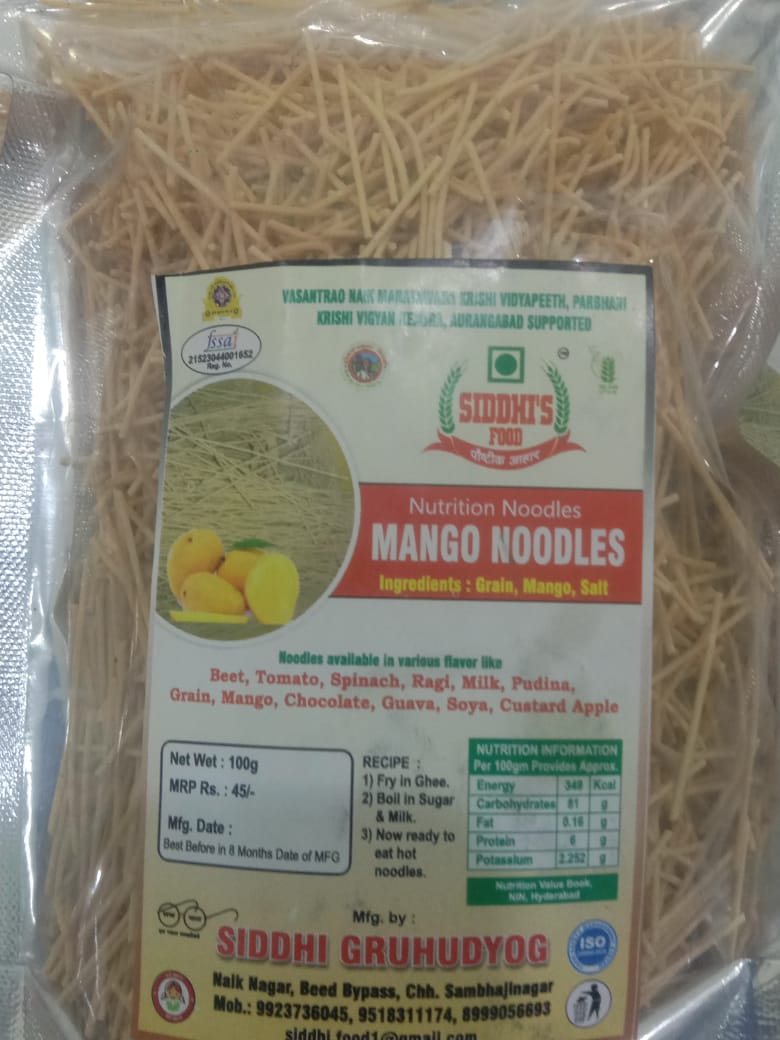 VASANTRAO NAIK MARATHWADA KRISHI VIDYAPEETH, PARBHANI
KRISHI VIGYAN KENDRA, AURANGABAD SUPPORTED
fssai
21523044001652
Reg. No.
TM
SIDDHI'S
FOOD
पौष्टीक आहार
Nutrition Noodles
MANGO NOODLES
Ingredients : Grain, Mango, Salt
Noodles available in various flavor like
Beet, Tomato, Spinach, Ragi, Milk, Pudina,
Grain, Mango, Chocolate, Guava, Soya, Custard Apple
Net Wet : 100g
MRP Rs. : 45/-
Mfg. Date :
Best Before in 8 Months Date of MFG
RECIPE :
1) Fry in Ghee.
2) Boil in Sugar
& Milk.
3) Now ready to
eat hot
noodles.
NUTRITION INFORMATION
Per 100gm Provides Approx.
Energy 348 Kcal
Carbohydrates 81 g
Fat 0.16 g
Protein 6 g
Potassium 2.252 g
Nutrition Value Book,
NIN, Hyderabad
Mfg. by :
SIDDHI GRUHUDYOG
ISO
Naik Nagar, Beed Bypass, Chh. Sambhajinagar
Mob.: 9923736045, 9518311174, 8999056693
siddhi.food1@gmail.com